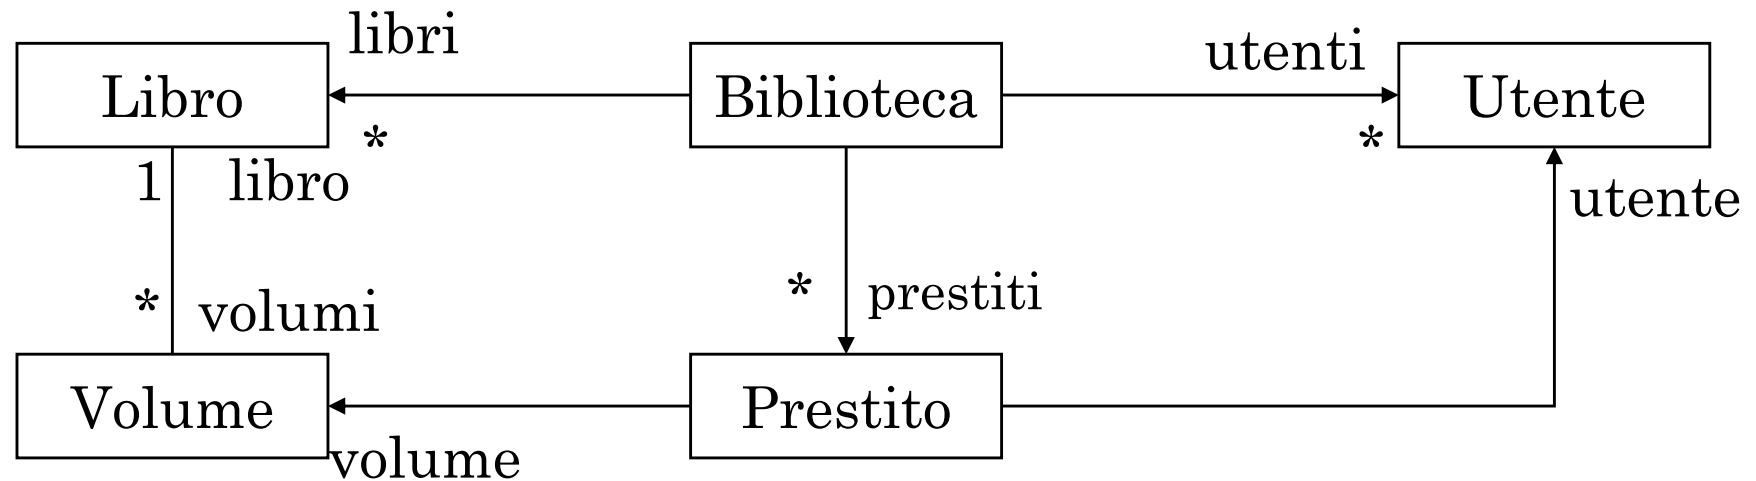 libri
utenti
Libro
Biblioteca
Utente
*
*
1
libro
utente
*
prestiti
*
volumi
Volume
Prestito
volume